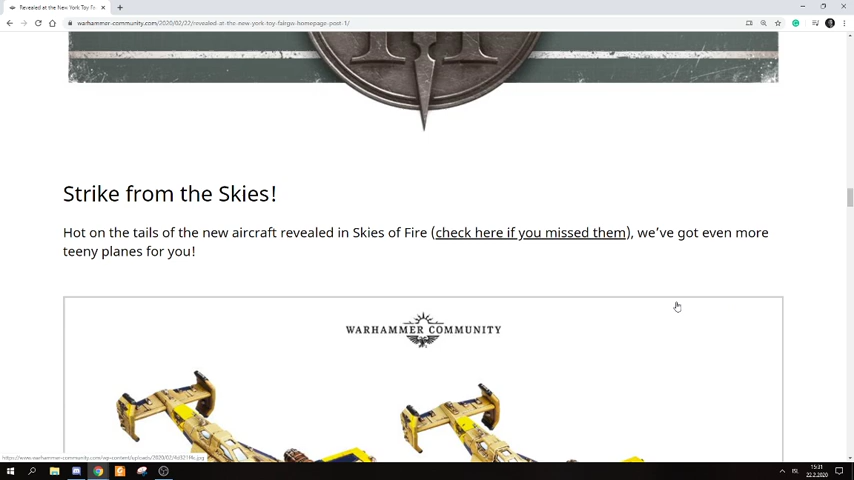 Revealed at the New York Toy Fa
warhammer-community.com/2020/02/22/revealed-at-the-new-york-toy-fairgw-homepage-post-1/
Strike from the Skies!
Hot on the tails of the new aircraft revealed in Skies of Fire (check here if you missed them), we've got even more
teeny planes for you!
WARHAMMER COMMUNITY
15:31
22.2.2020